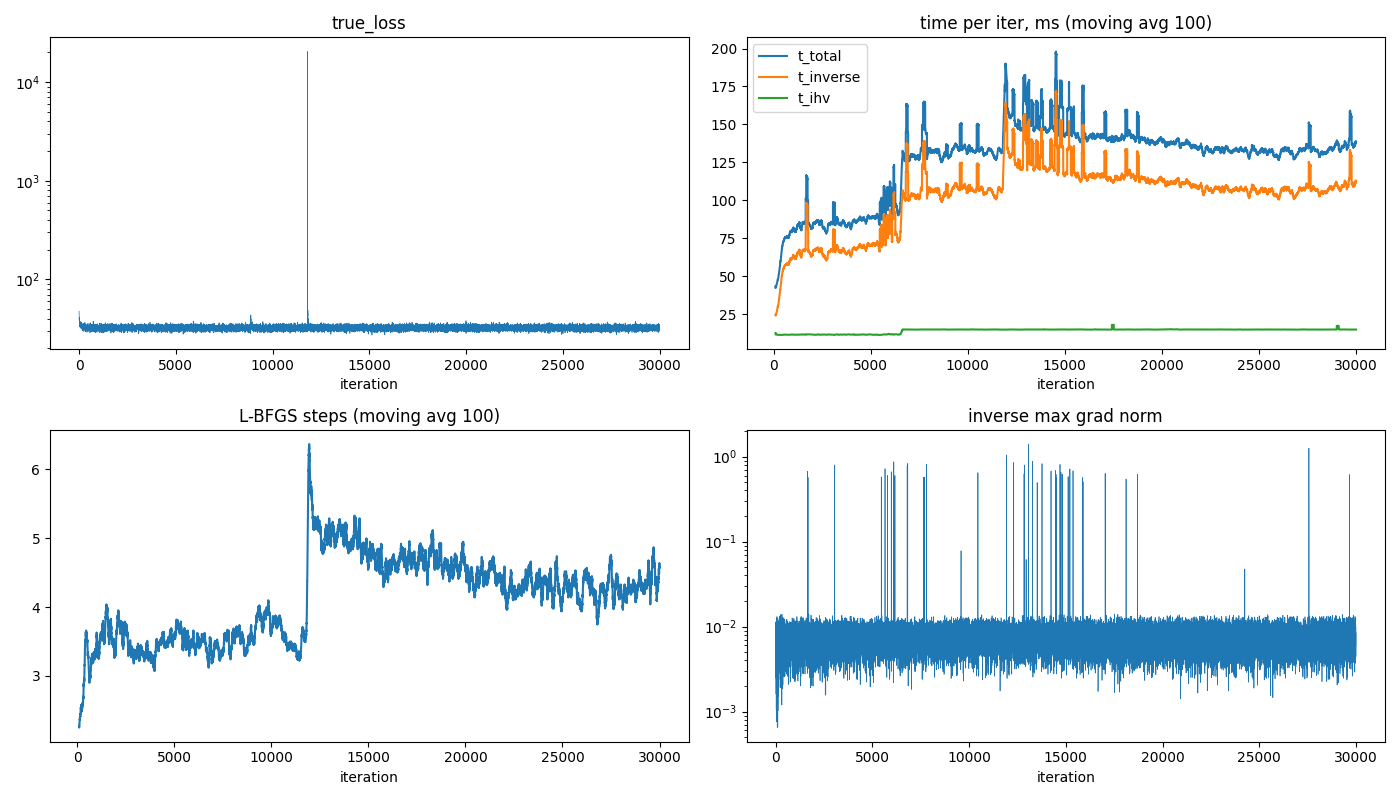 true_loss
10^4
10^3
10^2
0 5000 10000 15000 20000 25000 30000
iteration
time per iter, ms (moving avg 100)
t_total
t_inverse
t_ihv
200
175
150
125
100
75
50
25
0 5000 10000 15000 20000 25000 30000
iteration
L-BFGS steps (moving avg 100)
6
5
4
3
0 5000 10000 15000 20000 25000 30000
iteration
inverse max grad norm
10^0
10^-1
10^-2
10^-3
0 5000 10000 15000 20000 25000 30000
iteration